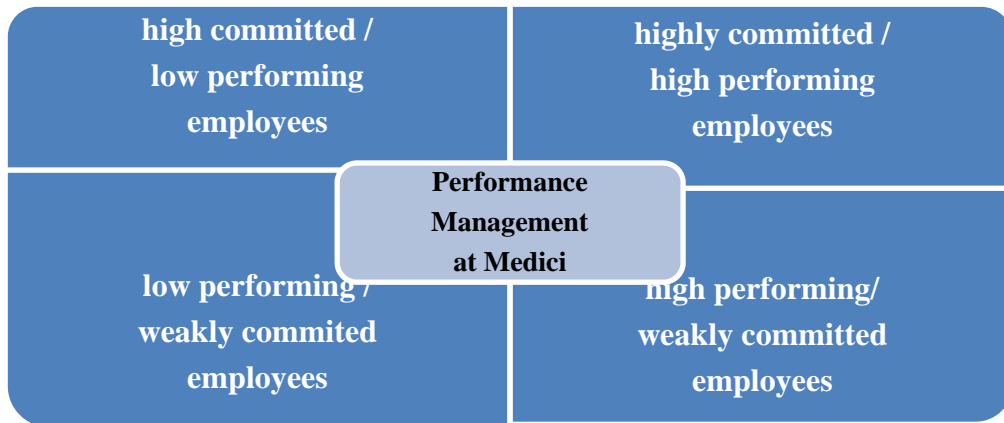 high committed /
low performing
employees
highly committed /
high performing
employees
Performance
Management
at Medici
low performing /
weakly commited
employees
high performing/
weakly committed
employees